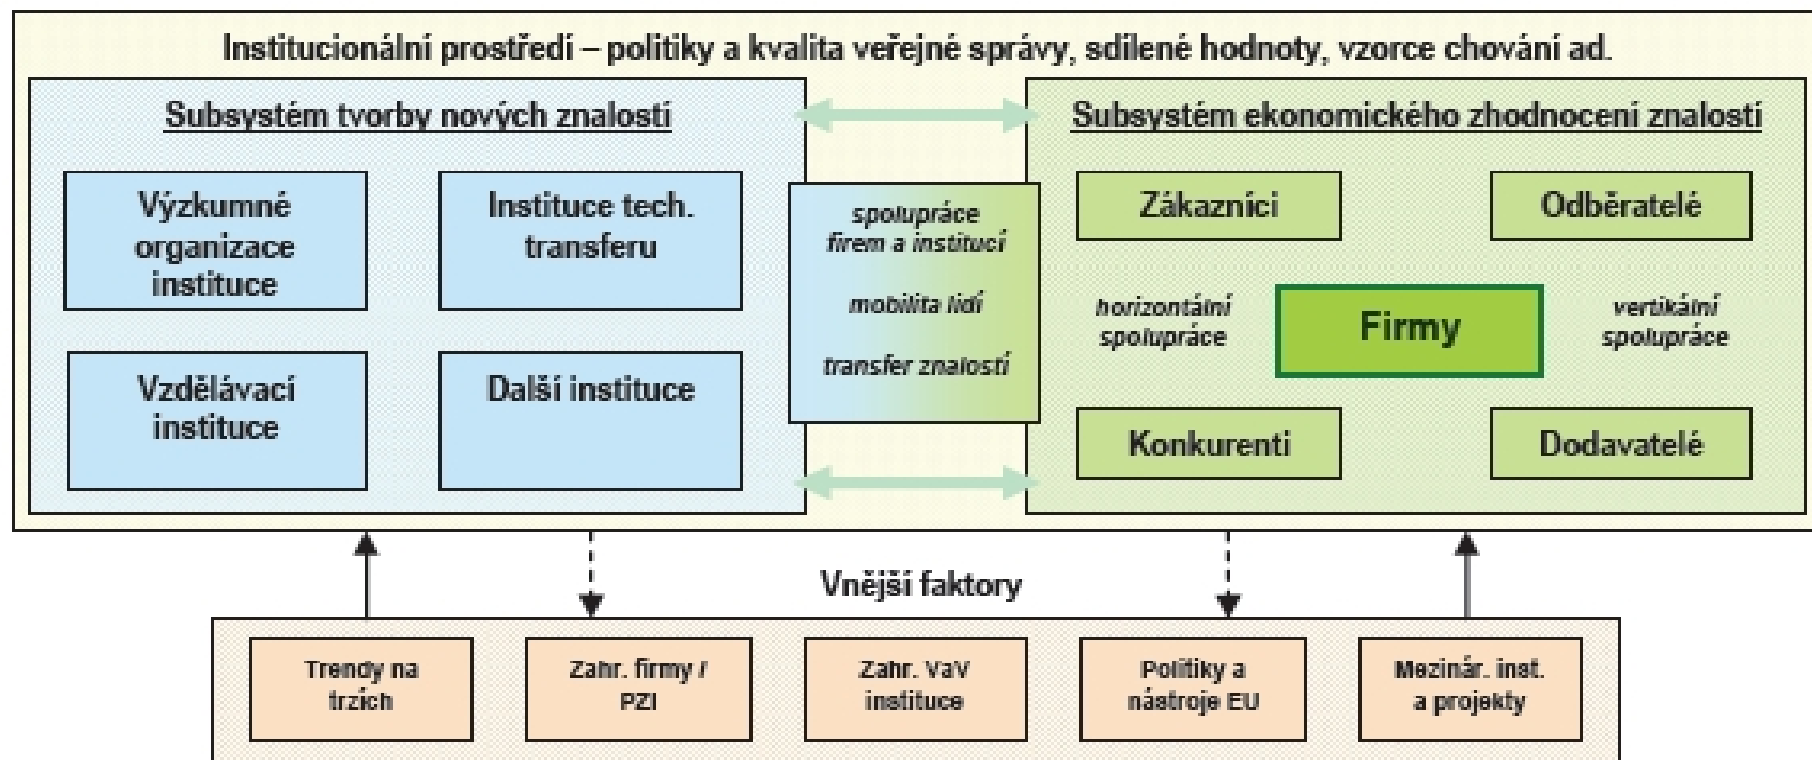 Institucionální prostředí – politiky a kvalita veřejné správy, sdílené hodnoty, vzorce chování ad.
Subsystém tvorby nových znalostí
Výzkumné
organizace
instituce
Instituce tech.
transferu
Vzdělávací
instituce
Další instituce
spolupráce
firem a institucí
mobilita lidí
transfer znalostí
Subsystém ekonomického zhodnocení znalostí
Zákazníci
Odběratelé
horizontální
spolupráce
Firmy
vertikální
spolupráce
Konkurenti
Dodavatelé
Vnější faktory
Trendy na
trzích
Zahr. firmy /
PZI
Zahr. VaV
instituce
Politiky a
nástroje EU
Mezinár. inst.
a projekty